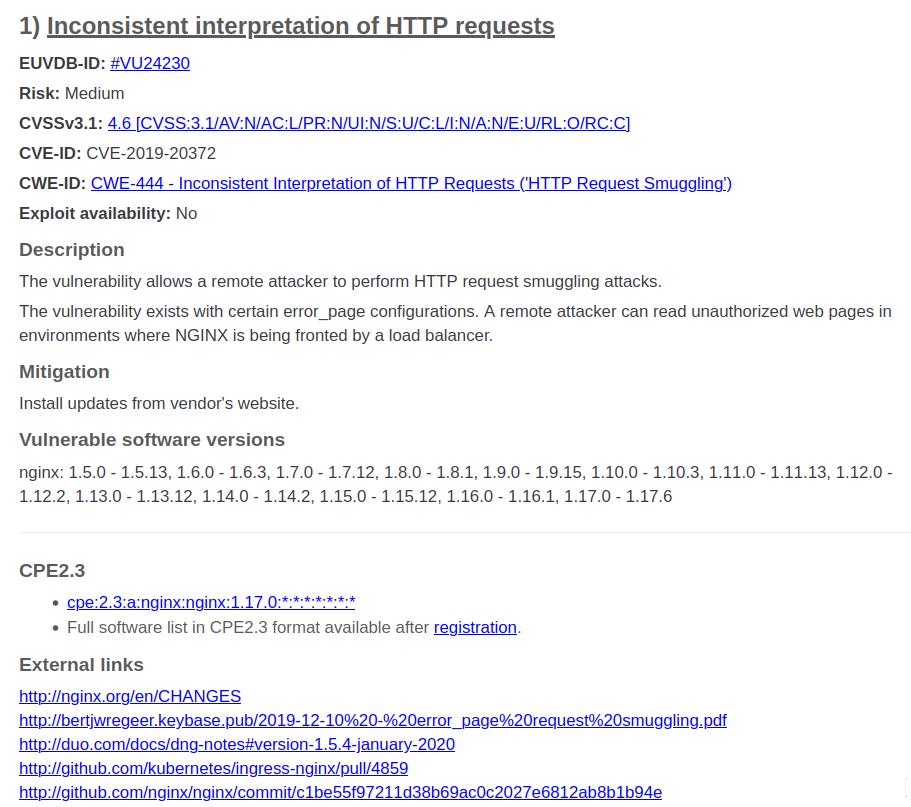 1) Inconsistent interpretation of HTTP requests
EUVDB-ID: #VU24230
Risk: Medium
CVSSv3.1: 4.6 [CVSS:3.1/AV:N/AC:L/PR:N/UI:N/S:U/C:L/I:N/A:N/E:U/RL:O/RC:C]
CVE-ID: CVE-2019-20372
CWE-ID: CWE-444 - Inconsistent Interpretation of HTTP Requests ('HTTP Request Smuggling')
Exploit availability: No
Description
The vulnerability allows a remote attacker to perform HTTP request smuggling attacks.
The vulnerability exists with certain error_page configurations. A remote attacker can read unauthorized web pages in
environments where NGINX is being fronted by a load balancer.
Mitigation
Install updates from vendor's website.
Vulnerable software versions
nginx: 1.5.0 - 1.5.13, 1.6.0 - 1.6.3, 1.7.0 - 1.7.12, 1.8.0 - 1.8.1, 1.9.0 - 1.9.15, 1.10.0 - 1.10.3, 1.11.0 - 1.11.13, 1.12.0 -
1.12.2, 1.13.0 - 1.13.12, 1.14.0 - 1.14.2, 1.15.0 - 1.15.12, 1.16.0 - 1.16.1, 1.17.0 - 1.17.6
CPE2.3
• cpe:2.3:a:nginx:nginx:1.17.0:*:*:*:*:*:*:*
• Full software list in CPE2.3 format available after registration.
External links
http://nginx.org/en/CHANGES
http://bertjwregeer.keybase.pub/2019-12-10%20-%20error_page%20request%20smuggling.pdf
http://duo.com/docs/dng-notes#version-1.5.4-january-2020
http://github.com/kubernetes/ingress-nginx/pull/4859
http://github.com/nginx/nginx/commit/c1be55f97211d38b69ac0c2027e6812ab8b1b94e